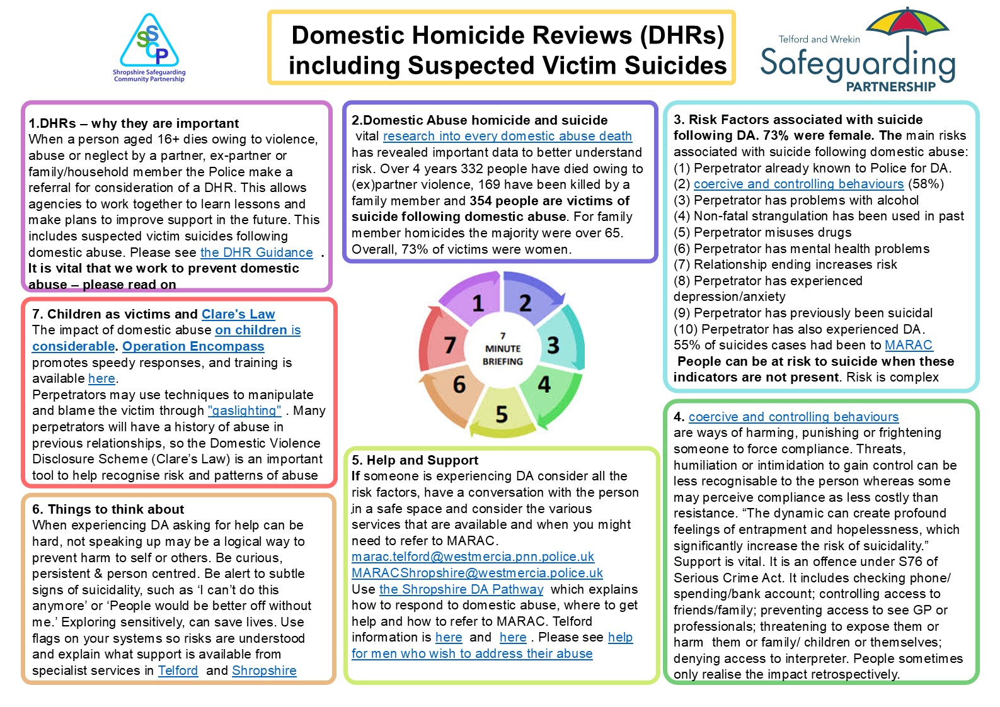 S
S
C
P
Shropshire Safeguarding
Community Partnership
Domestic Homicide Reviews (DHRs)
including Suspected Victim Suicides
Telford and Wrekin
Safeguarding
PARTNERSHIP
1.DHRs – why they are important
When a person aged 16+ dies owing to violence,
abuse or neglect by a partner, ex-partner or
family/household member the Police make a
referral for consideration of a DHR. This allows
agencies to work together to learn lessons and
make plans to improve support in the future. This
includes suspected victim suicides following
domestic abuse. Please see the DHR Guidance .
It is vital that we work to prevent domestic
abuse – please read on
2.Domestic Abuse homicide and suicide
vital research into every domestic abuse death
has revealed important data to better understand
risk. Over 4 years 332 people have died owing to
(ex)partner violence, 169 have been killed by a
family member and 354 people are victims of
suicide following domestic abuse. For family
member homicides the majority were over 65.
Overall, 73% of victims were women.
3. Risk Factors associated with suicide
following DA. 73% were female. The main risks
associated with suicide following domestic abuse:
(1) Perpetrator already known to Police for DA.
(2) coercive and controlling behaviours (58%)
(3) Perpetrator has problems with alcohol
(4) Non-fatal strangulation has been used in past
(5) Perpetrator misuses drugs
(6) Perpetrator has mental health problems
(7) Relationship ending increases risk
(8) Perpetrator has experienced
depression/anxiety
(9) Perpetrator has previously been suicidal
(10) Perpetrator has also experienced DA.
55% of suicides cases had been to MARAC
People can be at risk to suicide when these
indicators are not present. Risk is complex
1
2
3
4
5
6
7
7
MINUTE
BRIEFING
4. coercive and controlling behaviours
are ways of harming, punishing or frightening
someone to force compliance. Threats,
humiliation or intimidation to gain control can be
less recognisable to the person whereas some
may perceive compliance as less costly than
resistance. “The dynamic can create profound
feelings of entrapment and hopelessness, which
significantly increase the risk of suicidality.”
Support is vital. It is an offence under S76 of
Serious Crime Act. It includes checking phone/
spending/bank account; controlling access to
friends/family; preventing access to see GP or
professionals; threatening to expose them or
harm them or family/ children or themselves;
denying access to interpreter. People sometimes
only realise the impact retrospectively.
5. Help and Support
If someone is experiencing DA consider all the
risk factors, have a conversation with the person
in a safe space and consider the various
services that are available and when you might
need to refer to MARAC.
marac.telford@westmercia.pnn.police.uk
MARACShropshire@westmercia.police.uk
Use the Shropshire DA Pathway which explains
how to respond to domestic abuse, where to get
help and how to refer to MARAC. Telford
information is here and here . Please see help
for men who wish to address their abuse
6. Things to think about
When experiencing DA asking for help can be
hard, not speaking up may be a logical way to
prevent harm to self or others. Be curious,
persistent & person centred. Be alert to subtle
signs of suicidality, such as ‘I can’t do this
anymore’ or ‘People would be better off without
me.’ Exploring sensitively, can save lives. Use
flags on your systems so risks are understood
and explain what support is available from
specialist services in Telford and Shropshire
7. Children as victims and Clare's Law
The impact of domestic abuse on children is
considerable. Operation Encompass
promotes speedy responses, and training is
available here.
Perpetrators may use techniques to manipulate
and blame the victim through "gaslighting" . Many
perpetrators will have a history of abuse in
previous relationships, so the Domestic Violence
Disclosure Scheme (Clare’s Law) is an important
tool to help recognise risk and patterns of abuse